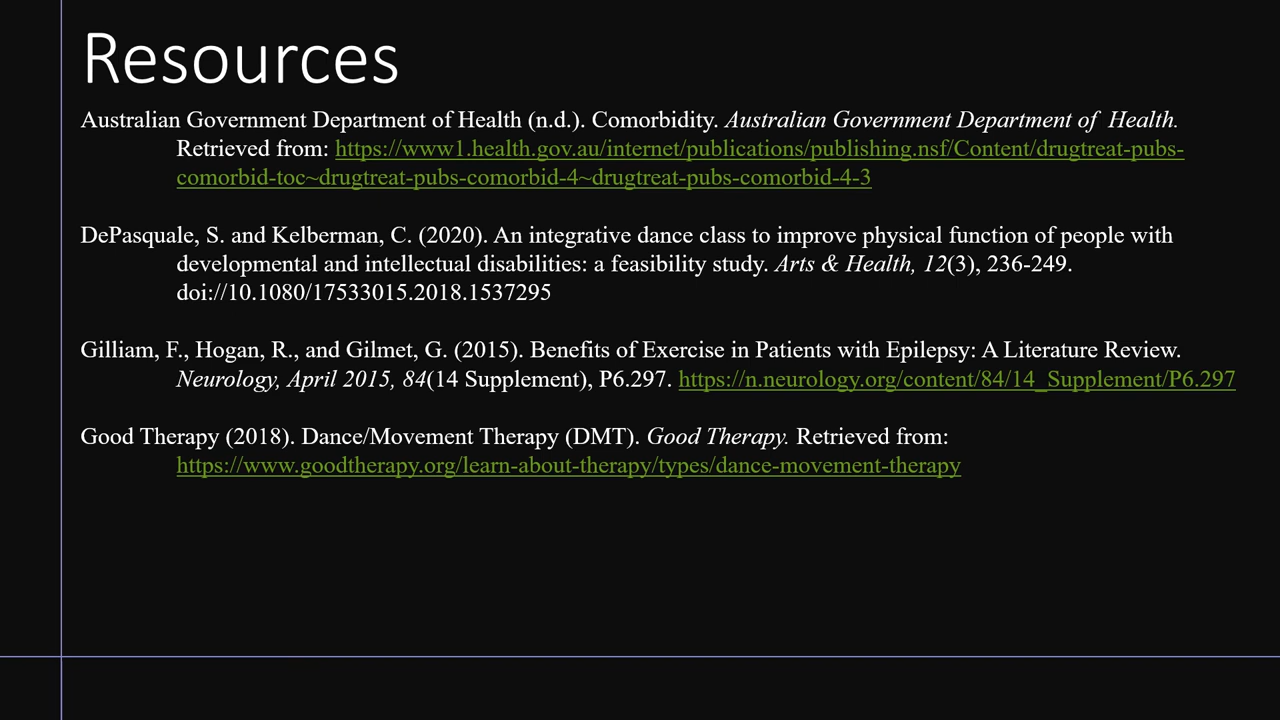 Resources
Australian Government Department of Health (n.d.). Comorbidity. Australian Government Department of Health.
Retrieved from: https://www1.health.gov.au/internet/publications/publishing.nsf/Content/drugtreat-pubs-
comorbid-toc~drugtreat-pubs-comorbid-4~drugtreat-pubs-comorbid-4-3
DePasquale, S. and Kelberman, C. (2020). An integrative dance class to improve physical function of people with
developmental and intellectual disabilities: a feasibility study. Arts & Health, 12(3), 236-249.
doi://10.1080/17533015.2018.1537295
Gilliam, F., Hogan, R., and Gilmet, G. (2015). Benefits of Exercise in Patients with Epilepsy: A Literature Review.
Neurology, April 2015, 84(14 Supplement), P6.297. https://n.neurology.org/content/84/14_Supplement/P6.297
Good Therapy (2018). Dance/Movement Therapy (DMT). Good Therapy. Retrieved from:
https://www.goodtherapy.org/learn-about-therapy/types/dance-movement-therapy